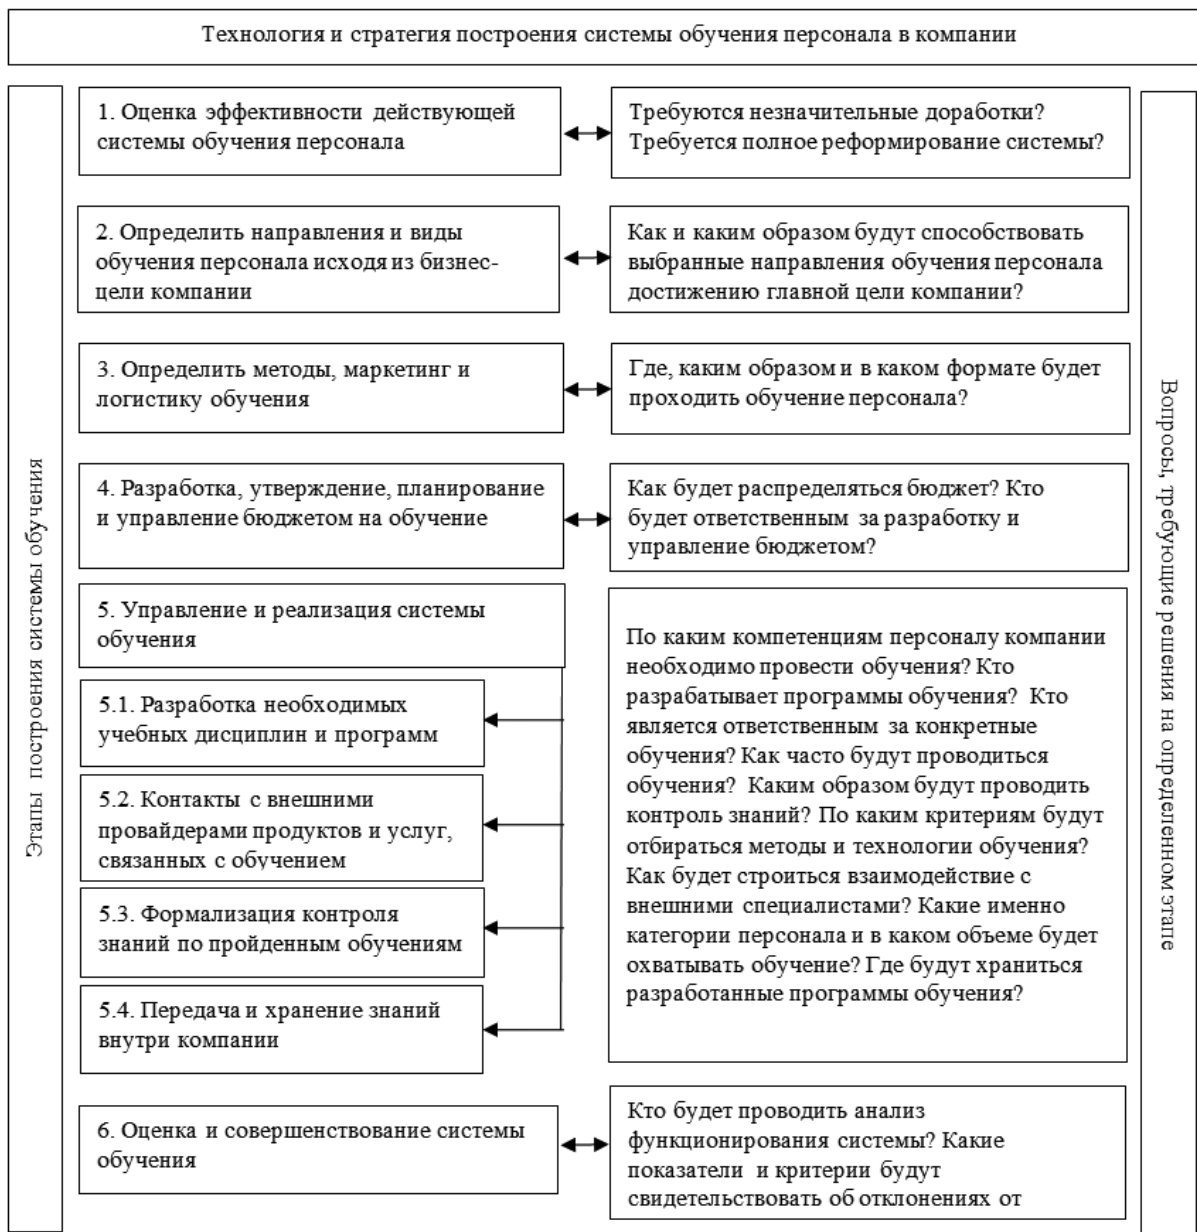 Технология и стратегия построения системы обучения персонала в компании
Этапы построения системы обучения
1. Оценка эффективности действующей
системы обучения персонала
Требуются незначительные доработки?
Требуется полное реформирование системы?
2. Определить направления и виды
обучения персонала исходя из бизнес-
цели компании
Как и каким образом будут способствовать
выбранные направления обучения персонала
достижению главной цели компании?
3. Определить методы, маркетинг и
логистику обучения
Где, каким образом и в каком формате будет
проходить обучение персонала?
4. Разработка, утверждение, планирование
и управление бюджетом на обучение
Как будет распределяться бюджет? Кто
будет ответственным за разработку и
управление бюджетом?
5. Управление и реализация системы
обучения
5.1. Разработка необходимых
учебных дисциплин и программ
5.2. Контакты с внешними
провайдерами продуктов и услуг,
связанных с обучением
5.3. Формализация контроля
знаний по пройденным обучениям
5.4. Передача и хранение знаний
внутри компании
По каким компетенциям персоналу компании
необходимо провести обучения? Кто
разрабатывает программы обучения? Кто
является ответственным за конкретные
обучения? Как часто будут проводиться
обучения? Каким образом будут проводить
контроль знаний? По каким критериям будут
отбираться методы и технологии обучения?
Как будет строиться взаимодействие с
внешними специалистами? Какие именно
категории персонала и в каком объеме будет
охватывать обучение? Где будут храниться
разработанные программы обучения?
6. Оценка и совершенствование системы
обучения
Кто будет проводить анализ
функционирования системы? Какие
показатели и критерии будут
свидетельствовать об отклонениях от
Вопросы, требующие решения на определенном этапе